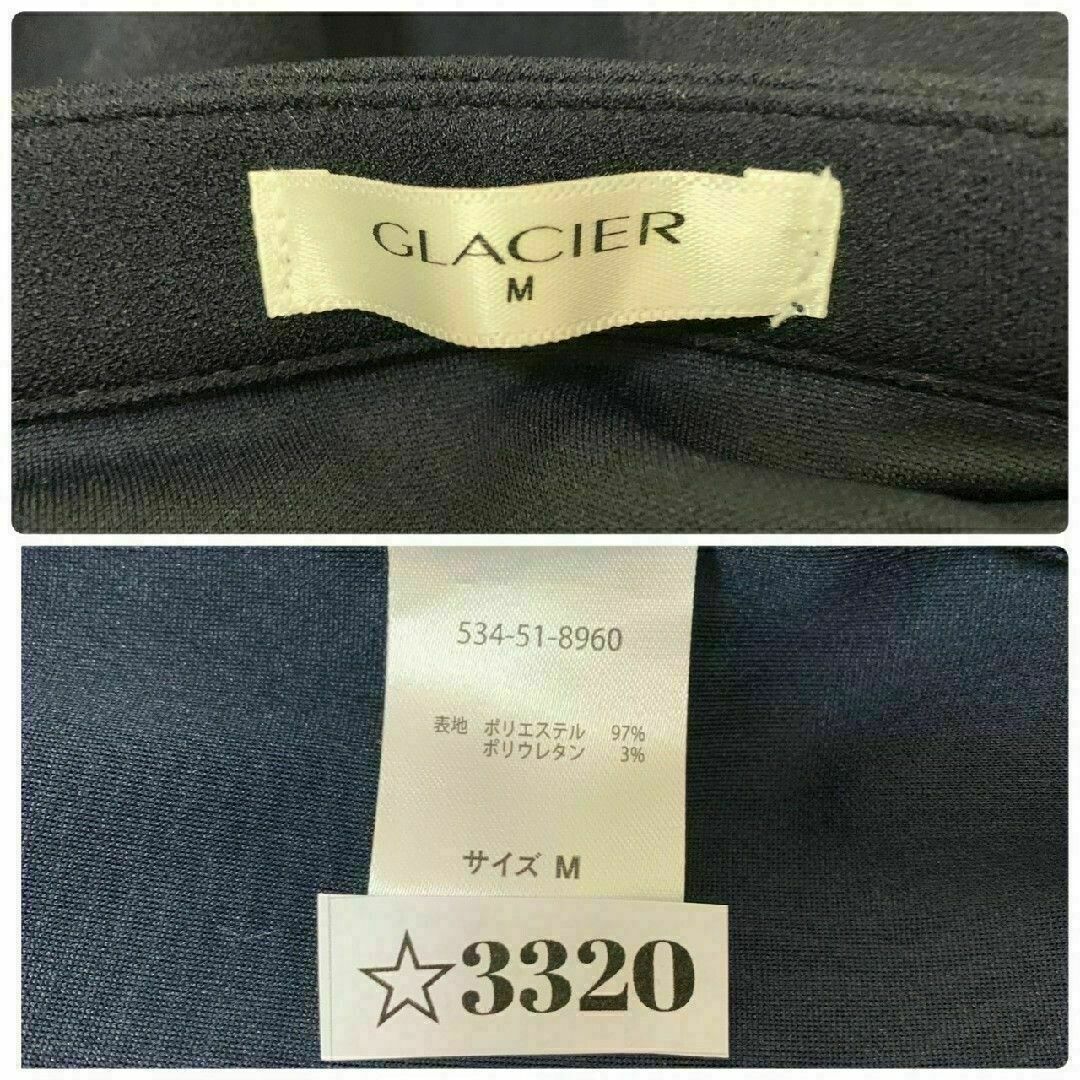 GLACIER
M
534-51-8960
表地 ポリエステル 97%
ポリウレタン 3%
サイズ M
☆3320